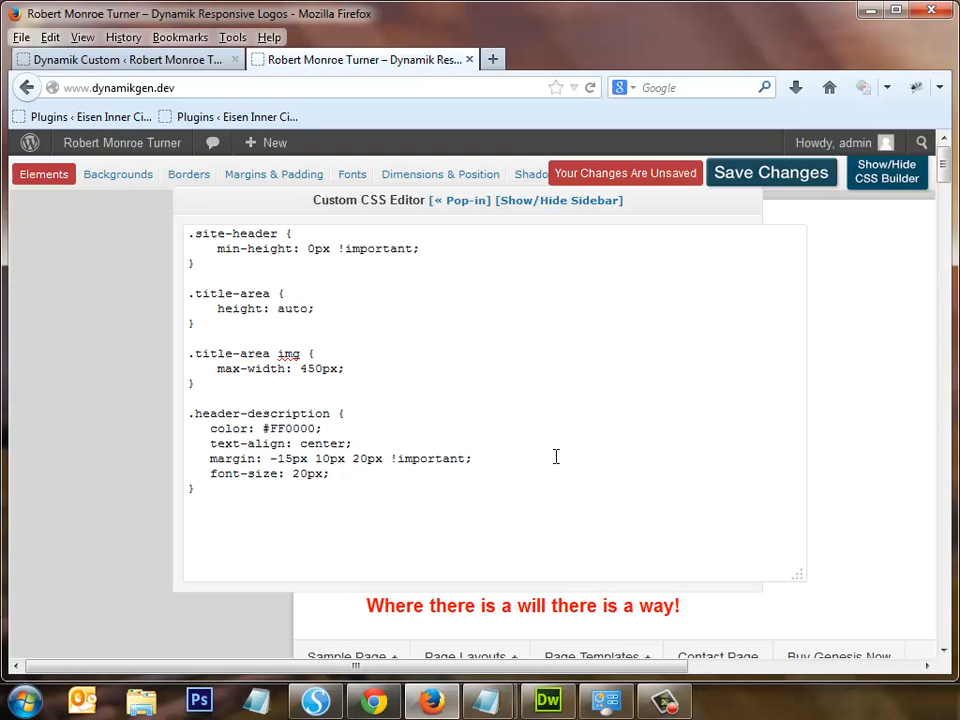 Robert Monroe Turner – Dynamik Responsive Logos - Mozilla Firefox
File Edit View History Bookmarks Tools Help
Dynamik Custom ‹ Robert Monroe T... × Robert Monroe Turner – Dynamik Res... × +
www.dynamikgen.dev Google
Plugins ‹ Eisen Inner Ci... Plugins ‹ Eisen Inner Ci...
Robert Monroe Turner + New Howdy, admin
Elements Backgrounds Borders Margins & Padding Fonts Dimensions & Position Shado Your Changes Are Unsaved Save Changes Show/Hide CSS Builder
Custom CSS Editor [« Pop-in] [Show/Hide Sidebar]
.site-header {
min-height: 0px !important;
}
.title-area {
height: auto;
}
.title-area img {
max-width: 450px;
}
.header-description {
color: #FF0000;
text-align: center;
margin: -15px 10px 20px !important;
font-size: 20px;
}
Where there is a will there is a way!
Sample Page + Page Layouts + Page Templates + Contact Page Buy Genesis Now
Ps Dw